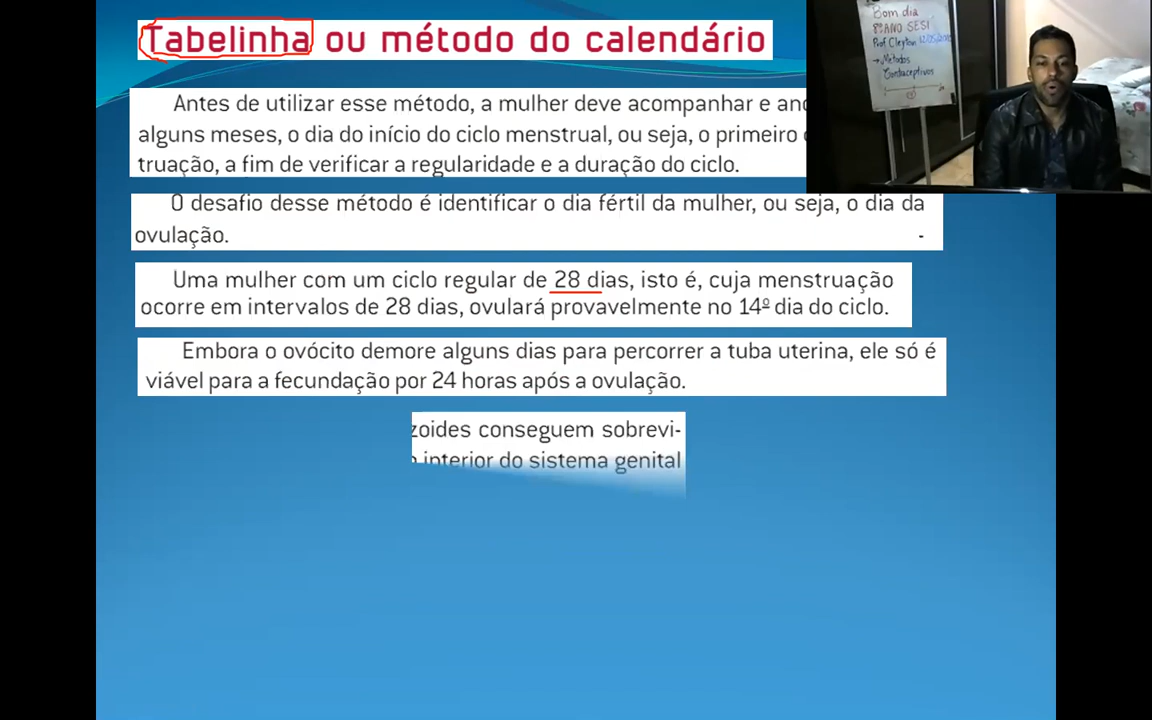 Tabelinha ou método do calendário
Antes de utilizar esse método, a mulher deve acompanhar e
alguns meses, o dia do início do ciclo menstrual, ou seja, o primeiro
truação, a fim de verificar a regularidade e a duração do ciclo.
O desafio desse método é identificar o dia fértil da mulher, ou seja, o dia da
ovulação.
Uma mulher com um ciclo regular de 28 dias, isto é, cuja menstruação
ocorre em intervalos de 28 dias, ovulará provavelmente no 14º dia do ciclo.
Embora o ovócito demore alguns dias para percorrer a tuba uterina, ele só é
viável para a fecundação por 24 horas após a ovulação.
zoides conseguem sobrevi-
interior do sistema genital
Bom dia
8º ANO SESI
Prof Cleyton
→ Métodos
Contraceptivos